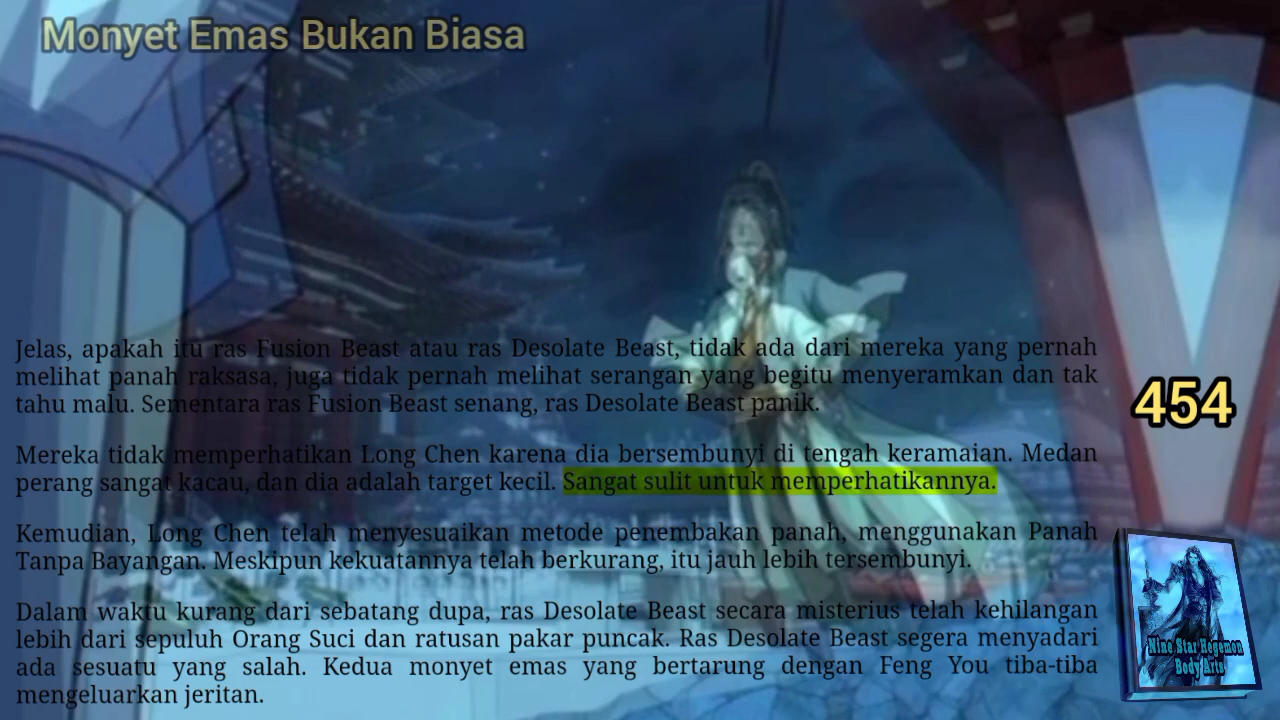 Monyet Emas Bukan Biasa
Jelas, apakah itu ras Fusion Beast atau ras Desolate Beast, tidak ada dari mereka yang pernah
melihat panah raksasa, juga tidak pernah melihat serangan yang begitu menyeramkan dan tak
tahu malu. Sementara ras Fusion Beast senang, ras Desolate Beast panik.
454
Mereka tidak memperhatikan Long Chen karena dia bersembunyi di tengah keramaian. Medan
perang sangat kacau, dan dia adalah target kecil. Sangat sulit untuk memperhatikannya.
Kemudian, Long Chen telah menyesuaikan metode penembakan panah, menggunakan Panah
Tanpa Bayangan. Meskipun kekuatannya telah berkurang, itu jauh lebih tersembunyi.
Dalam waktu kurang dari sebatang dupa, ras Desolate Beast secara misterius telah kehilangan
lebih dari sepuluh Orang Suci dan ratusan pakar puncak. Ras Desolate Beast segera menyadari
ada sesuatu yang salah. Kedua monyet emas yang bertarung dengan Feng You tiba-tiba
mengeluarkan jeritan.
Nine Star Hegemon
Body Arts